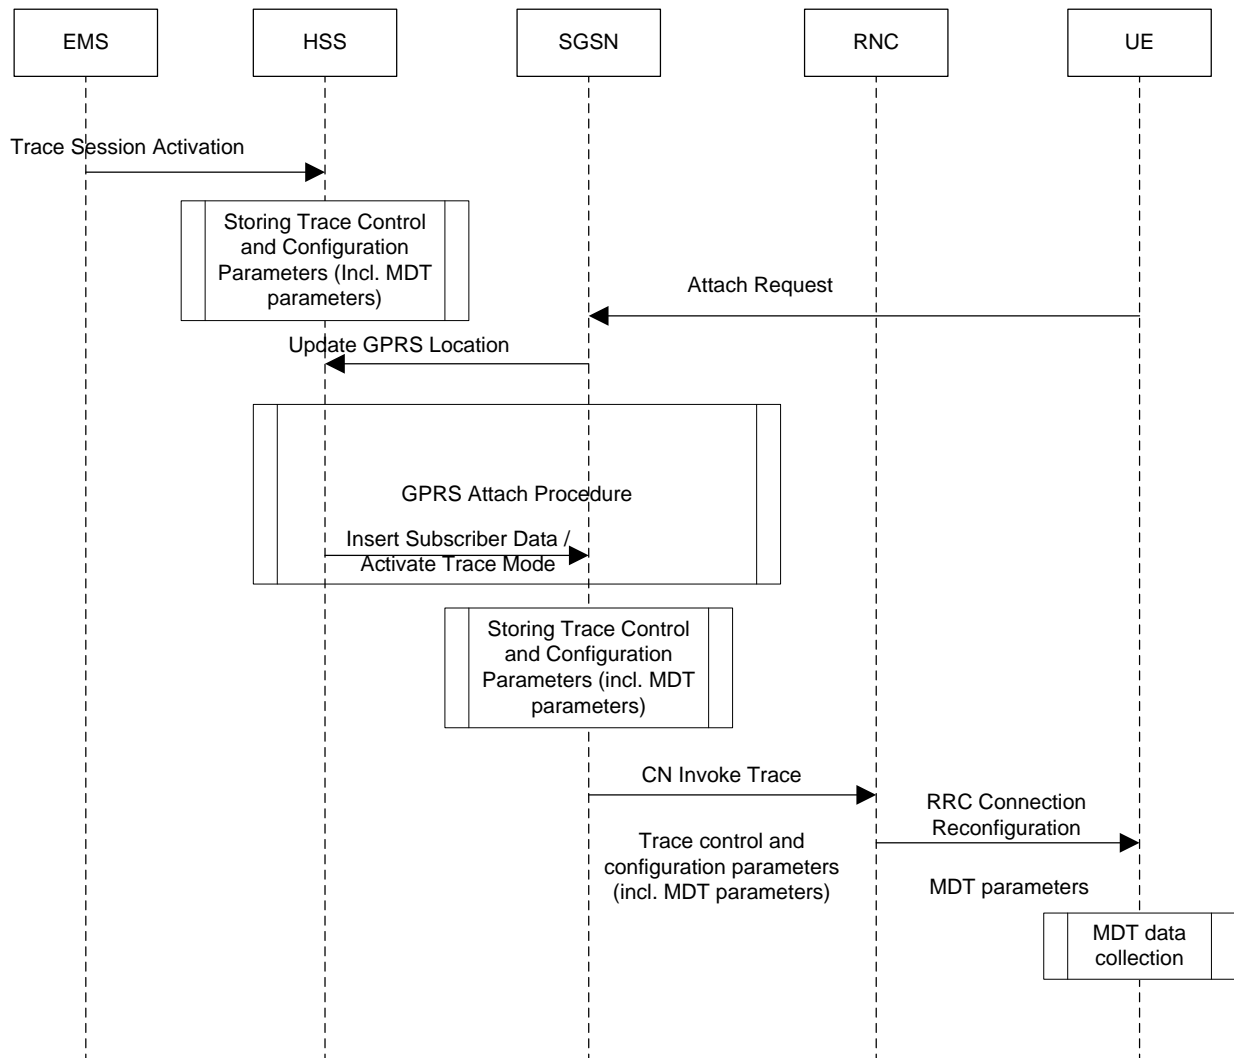 EMS
HSS
SGSN
RNC
UE
Trace Session Activation
Storing Trace Control
and Configuration
Parameters (Incl. MDT
parameters)
Attach Request
Update GPRS Location
GPRS Attach Procedure
Insert Subscriber Data /
Activate Trace Mode
Storing Trace Control
and Configuration
Parameters (incl. MDT
parameters)
CN Invoke Trace
RRC Connection
Reconfiguration
Trace control and
configuration parameters
(incl. MDT parameters)
MDT parameters
MDT data
collection